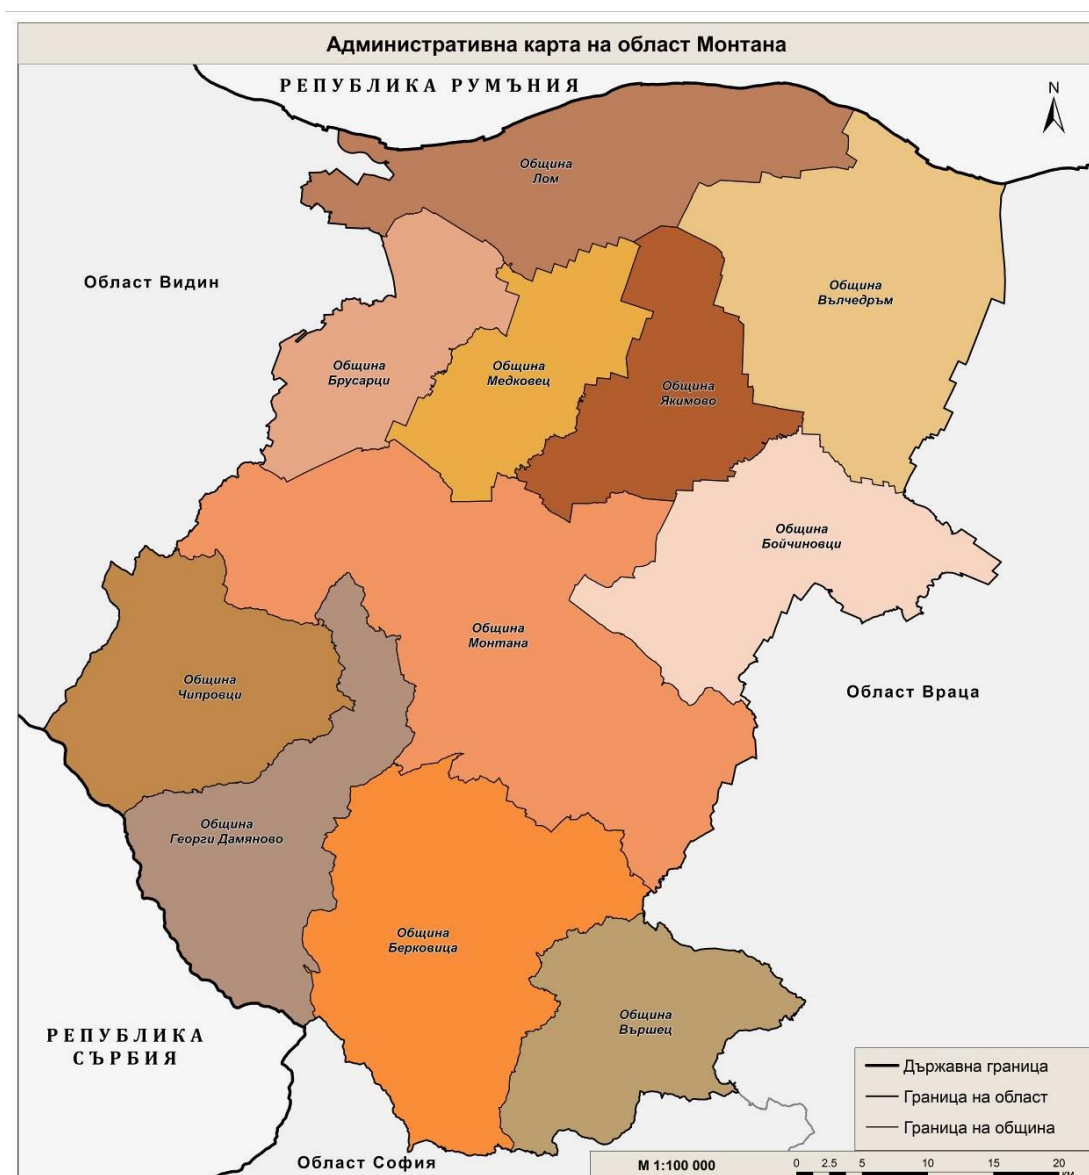 Административна карта на област Монтана
РЕПУБЛИКА РУМЪНИЯ
N
Община
Лом
Област Видин
Община
Вълчедръм
Община
Брусарци
Община
Медковец
Община
Якимово
Община
Бойчиновци
Община
Монтана
Община
Чипровци
Област Враца
Община
Георги Дамяново
Община
Берковица
Община
Вършец
РЕПУБЛИКА
СЪРБИЯ
Държавна граница
Граница на област
Граница на община
Област София
М 1:100 000
0 2.5 5 10 15 20
КМ